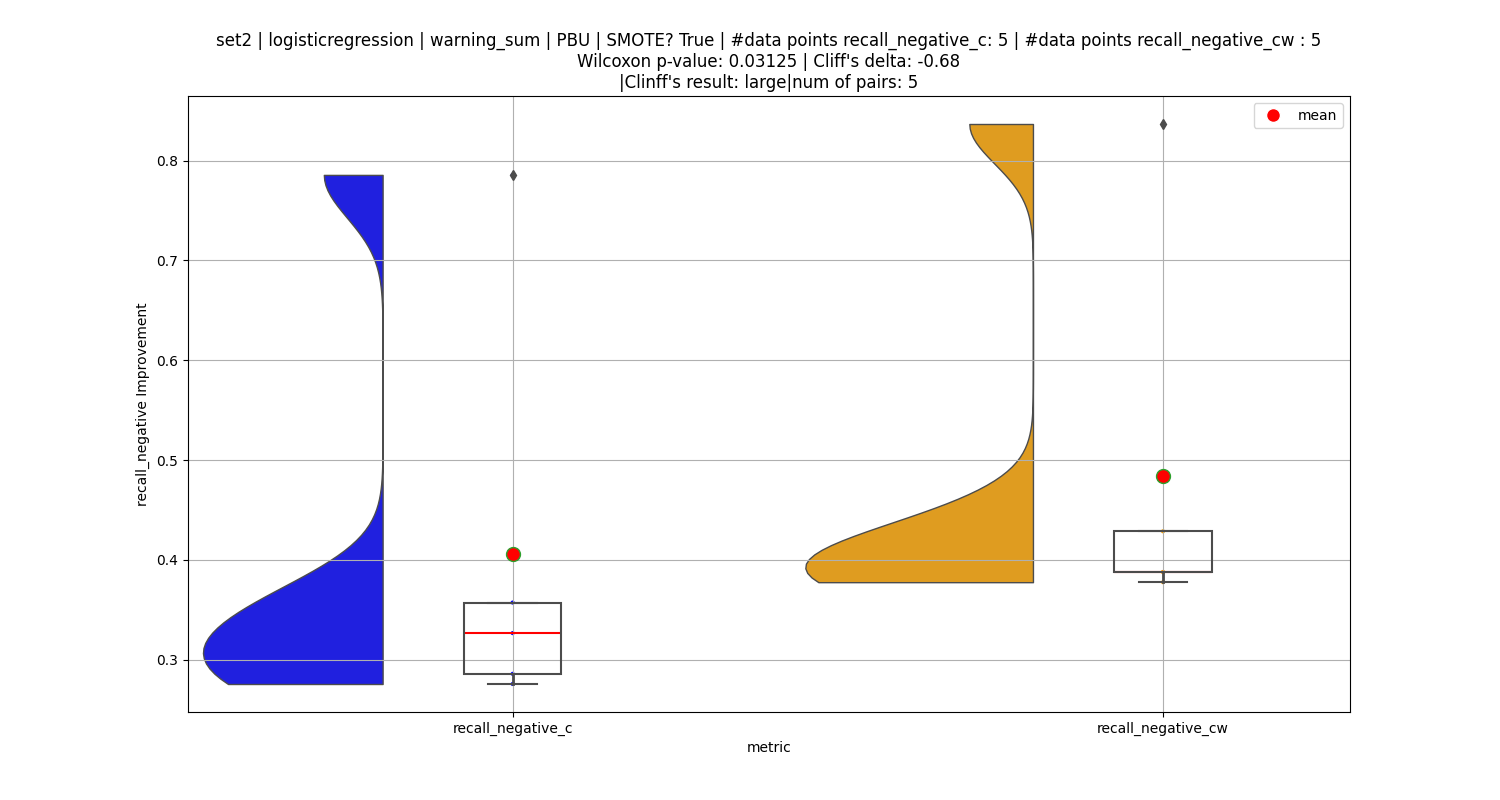 set2 | logisticregression | warning_sum | PBU | SMOTE? True | #data points recall_negative_c: 5 | #data points recall_negative_cw : 5
Wilcoxon p-value: 0.03125 | Cliff's delta: -0.68
|Clinff's result: large|num of pairs: 5
mean
0.8
0.7
0.6
0.5
0.4
0.3
recall_negative Improvement
recall_negative_c
recall_negative_cw
metric